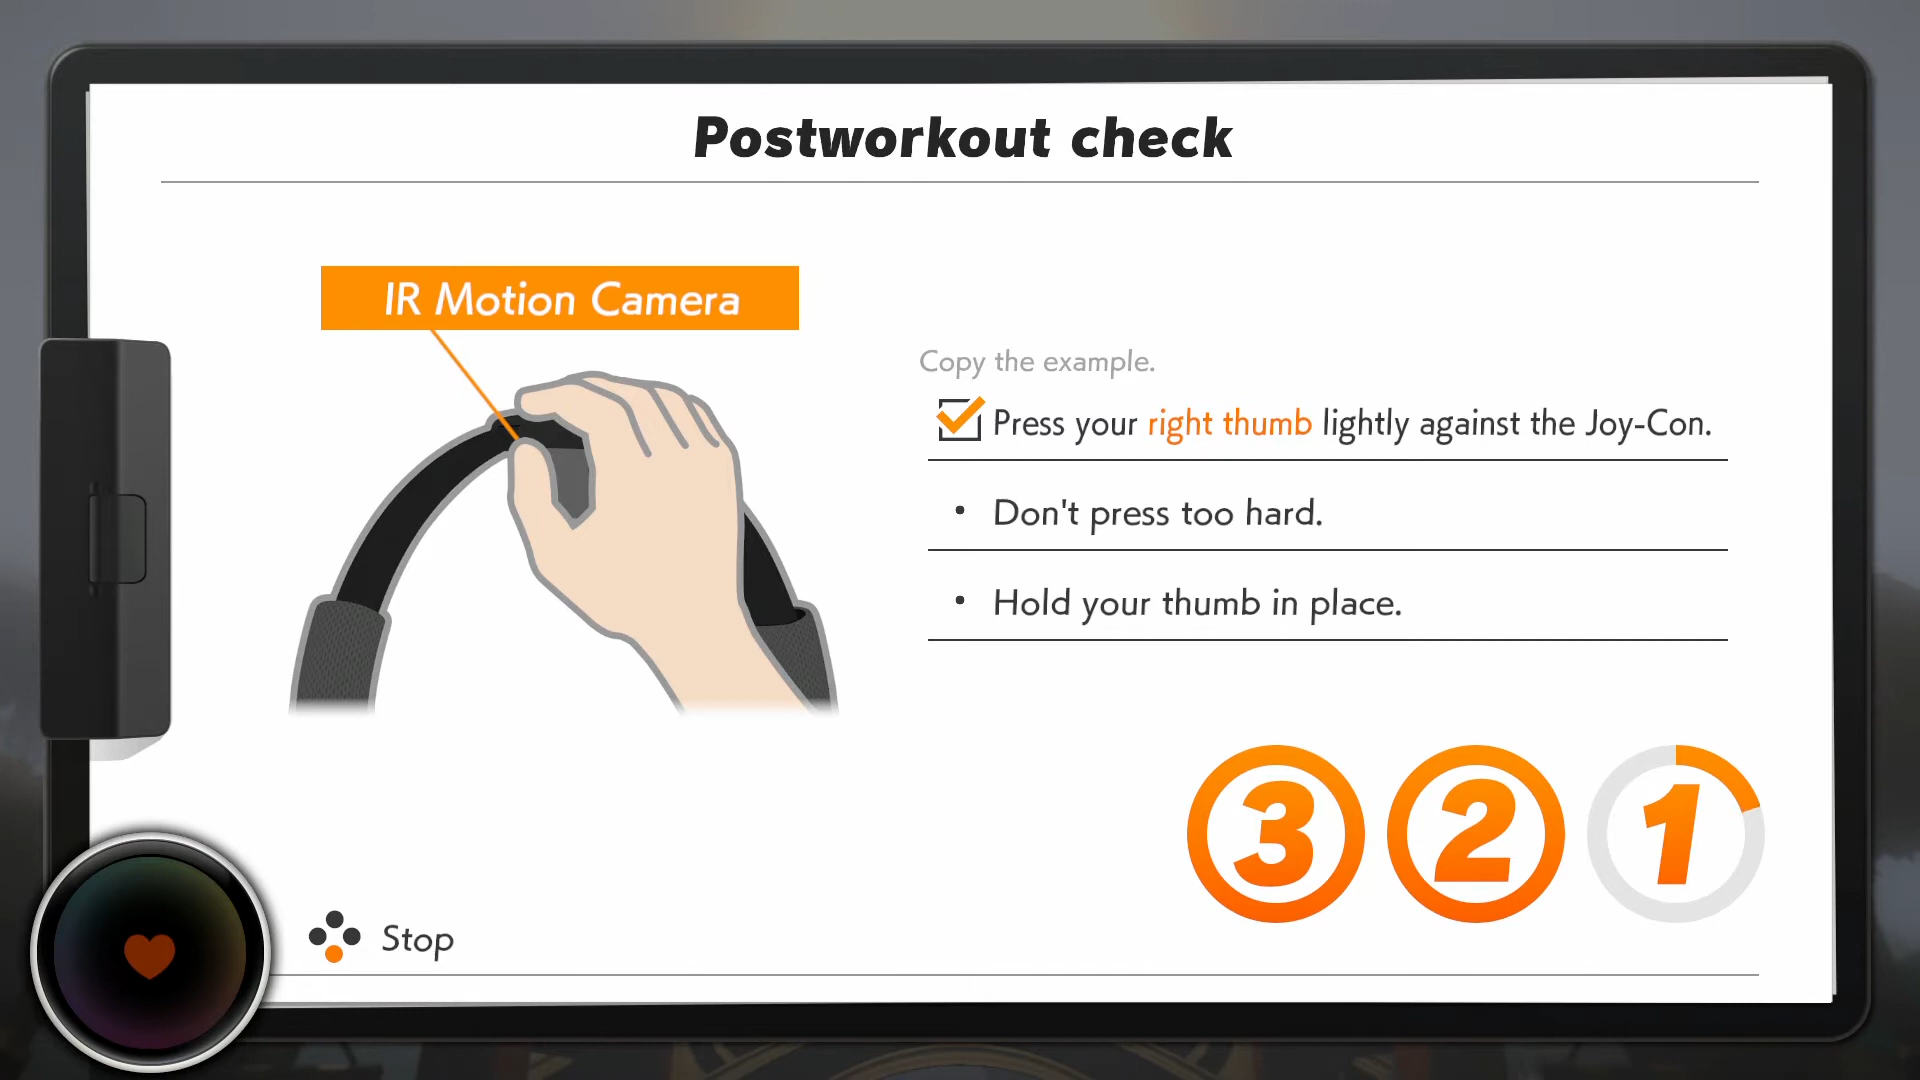 Postworkout check
IR Motion Camera
Copy the example.
Press your right thumb lightly against the Joy-Con.
• Don't press too hard.
• Hold your thumb in place.
3 2 1
Stop